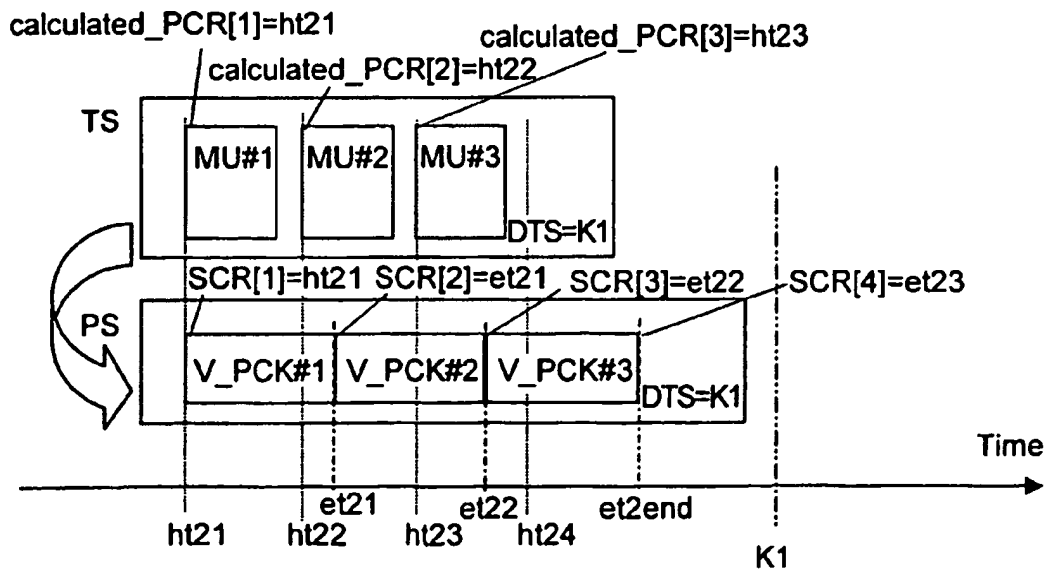 calculated_PCR[1]=ht21
calculated_PCR[3]=ht23
calculated_PCR[2]=ht22
TS
MU#1
MU#2
MU#3
DTS=K1
SCR[1]=ht21
SCR[2]=et21
SCR[3]=et22
SCR[4]=et23
PS
V_PCK#1
V_PCK#2
V_PCK#3
DTS=K1
Time
et21
et22
et2end
ht21
ht22
ht23
ht24
K1